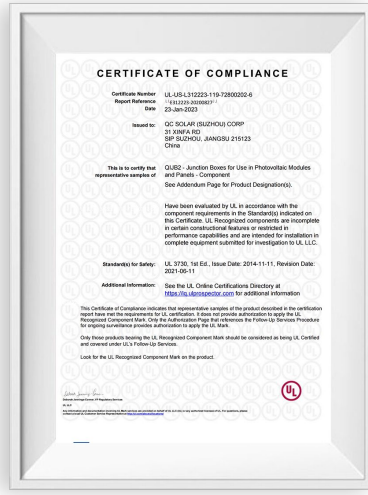 CERTIFICATE OF COMPLIANCE
Certificate Number UL-US-L312223-119-72800202-6
Report Reference E312223-20200827
Date 23-Jan-2023
Issued to: QC SOLAR (SUZHOU) CORP
31 XINFA RD
SIP SUZHOU, JIANGSU 215123
China
This is to certify that QIJB2 - Junction Boxes for Use in Photovoltaic Modules
representative samples of and Panels - Component
See Addendum Page for Product Designation(s).
Have been evaluated by UL in accordance with the
component requirements in the Standard(s) indicated on
this Certificate. UL Recognized components are incomplete
in certain constructional features or restricted in
performance capabilities and are intended for installation in
complete equipment submitted for investigation to UL LLC.
Standard(s) for Safety: UL 3730, 1st Ed., Issue Date: 2014-11-11, Revision Date:
2021-06-11
Additional Information: See the UL Online Certifications Directory at
https://iq.ulprospector.com for additional information
This Certificate of Compliance indicates that representative samples of the product described in the certification
report have met the requirements for UL certification. It does not provide authorization to apply the UL
Recognized Component Mark. Only the Authorization Page that references the Follow-Up Services Procedure
for ongoing surveillance provides authorization to apply the UL Mark.
Only those products bearing the UL Recognized Component Mark should be considered as being UL Certified
and covered under UL's Follow-Up Services.
Look for the UL Recognized Component Mark on the product.
UL